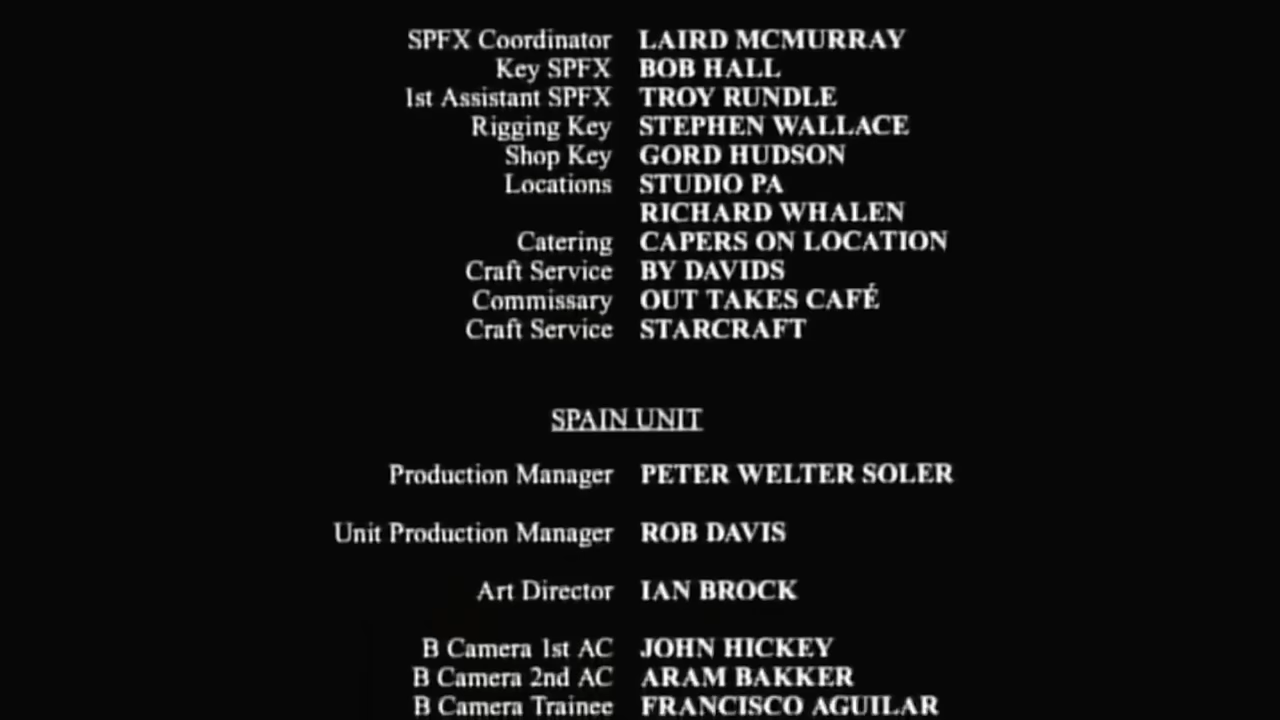 SPFX Coordinator LAIRD MCMURRAY
Key SPFX BOB HALL
1st Assistant SPFX TROY RUNDLE
Rigging Key STEPHEN WALLACE
Shop Key GORD HUDSON
Locations STUDIO PA
RICHARD WHALEN
Catering CAPERS ON LOCATION
Craft Service BY DAVIDS
Commissary OUT TAKES CAFÉ
Craft Service STARCRAFT
SPAIN UNIT
Production Manager PETER WELTER SOLER
Unit Production Manager ROB DAVIS
Art Director IAN BROCK
B Camera 1st AC JOHN HICKEY
B Camera 2nd AC ARAM BAKKER
B Camera Trainee FRANCISCO AGUILAR